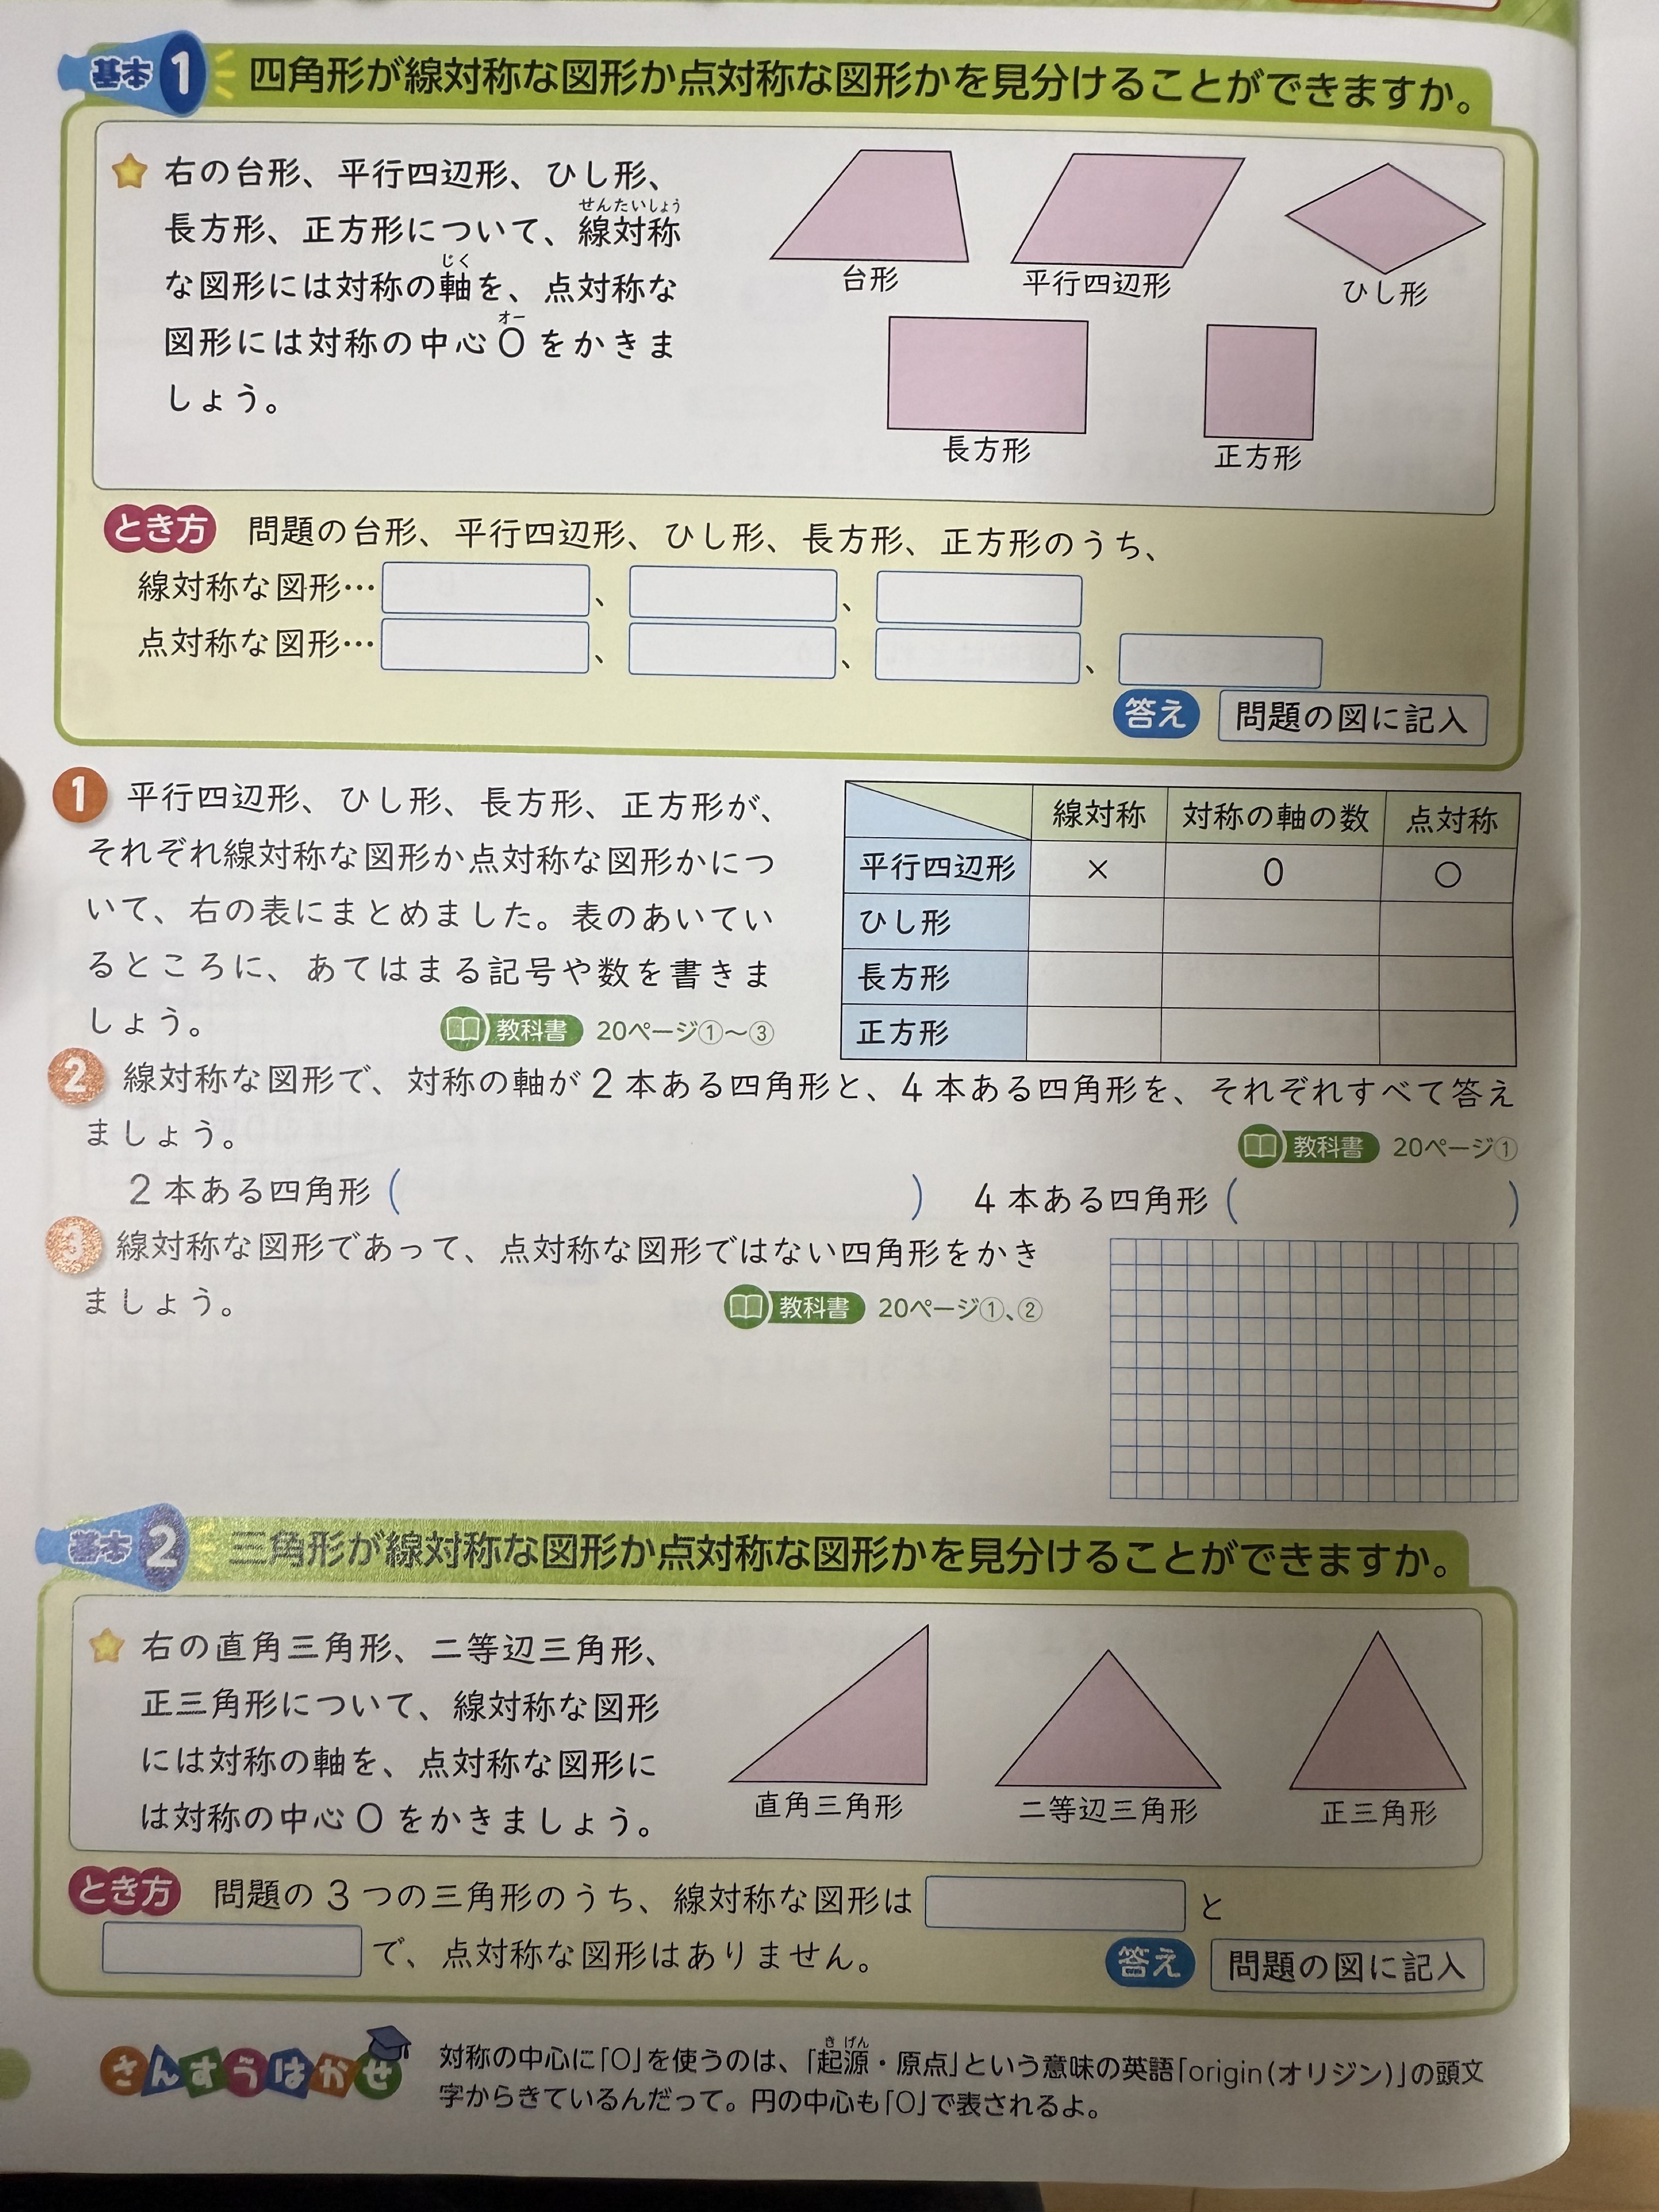 基本1 四角形が線対称な図形か点対称な図形かを見分けることができますか。
右の台形、平行四辺形、ひし形、
せんたいしょう
長方形、正方形について、線対称
じく
な図形には対称の軸を、点対称な
オー
図形には対称の中心Oをかきま
しょう。
台形
平行四辺形
ひし形
長方形
正方形
とき方 問題の台形、平行四辺形、ひし形、長方形、正方形のうち、
線対称な図形…、、
点対称な図形…、、、
答え 問題の図に記入
1 平行四辺形、ひし形、長方形、正方形が、
それぞれ線対称な図形か点対称な図形かにつ
いて、右の表にまとめました。表のあいてい
るところに、あてはまる記号や数を書きま
しょう。 教科書 20ページ①〜③
線対称 対称の軸の数 点対称
平行四辺形 × 0 ○
ひし形
長方形
正方形
2 線対称な図形で、対称の軸が2本ある四角形と、4本ある四角形を、それぞれすべて答え
ましょう。 教科書 20ページ①
2本ある四角形( ) 4本ある四角形( )
3 線対称な図形であって、点対称な図形ではない四角形をかき
ましょう。 教科書 20ページ①、②
基本2 三角形が線対称な図形か点対称な図形かを見分けることができますか。
右の直角三角形、二等辺三角形、
正三角形について、線対称な図形
には対称の軸を、点対称な図形に
は対称の中心Oをかきましょう。
直角三角形
二等辺三角形
正三角形
とき方 問題の3つの三角形のうち、線対称な図形は と
で、点対称な図形はありません。 答え 問題の図に記入
さんすうはかせ
き げん
対称の中心に「O」を使うのは、「起源・原点」という意味の英語「origin(オリジン)」の頭文
字からきているんだって。円の中心も「O」で表されるよ。